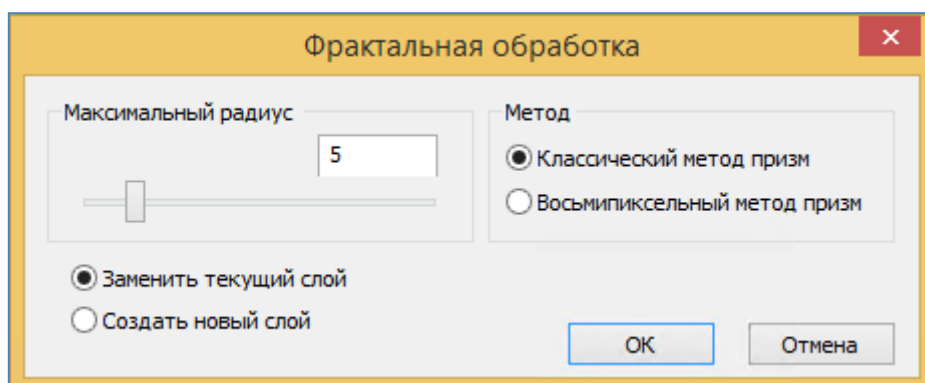 Фрактальная обработка
Максимальный радиус
5
Метод
Классический метод призм
Восьмипиксельный метод призм
Заменить текущий слой
Создать новый слой
ОК
Отмена